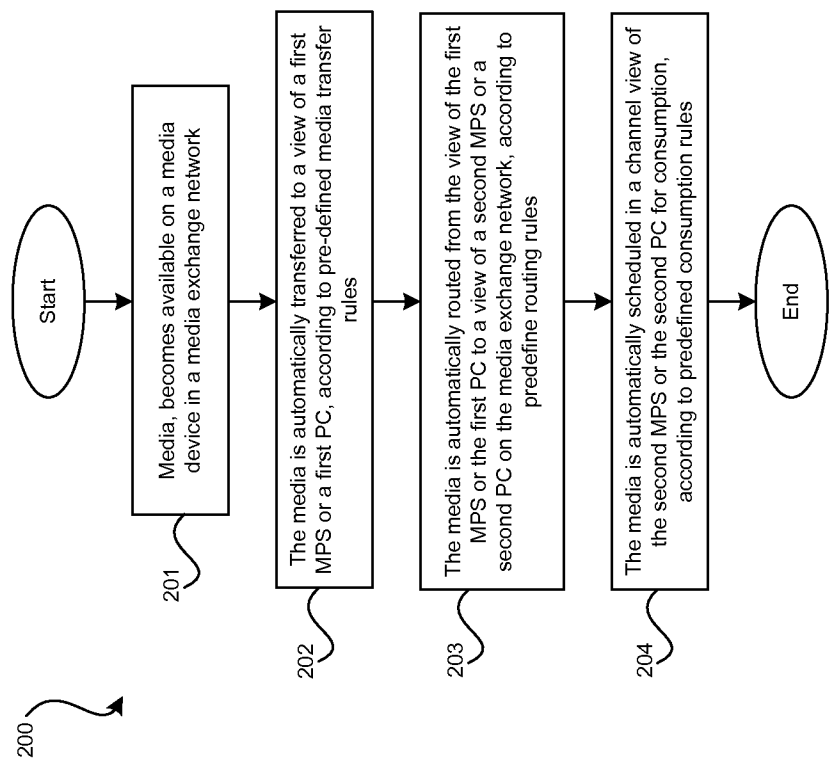 200
Start
201
Media, becomes available on a media
device in a media exchange network
202
The media is automatically transferred to a view of a first
MPS or a first PC, according to pre-defined media transfer
rules
203
The media is automatically routed from the view of the first
MPS or the first PC to a view of a second MPS or a
second PC on the media exchange network, according to
predefine routing rules
204
The media is automatically scheduled in a channel view of
the second MPS or the second PC for consumption,
according to predefined consumption rules
End